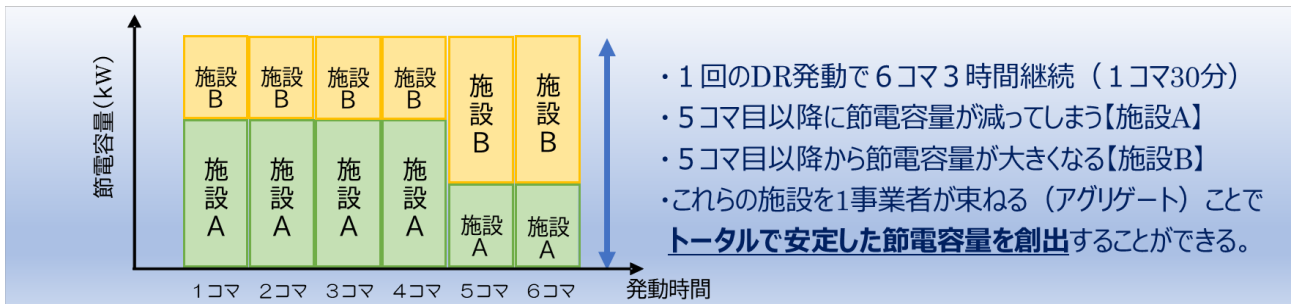 節電容量(kW)
施設
B
施設
B
施設
B
施設
B
施設B
施設B
施設A
施設A
施設A
施設A
施設
A
施設
A
1コマ 2コマ 3コマ 4コマ 5コマ 6コマ
発動時間
・1回のDR発動で6コマ3時間継続（1コマ30分）
・5コマ目以降に節電容量が減ってしまう【施設A】
・5コマ目以降から節電容量が大きくなる【施設B】
・これらの施設を1事業者が束ねる（アグリゲート）ことで
トータルで安定した節電容量を創出することができる。